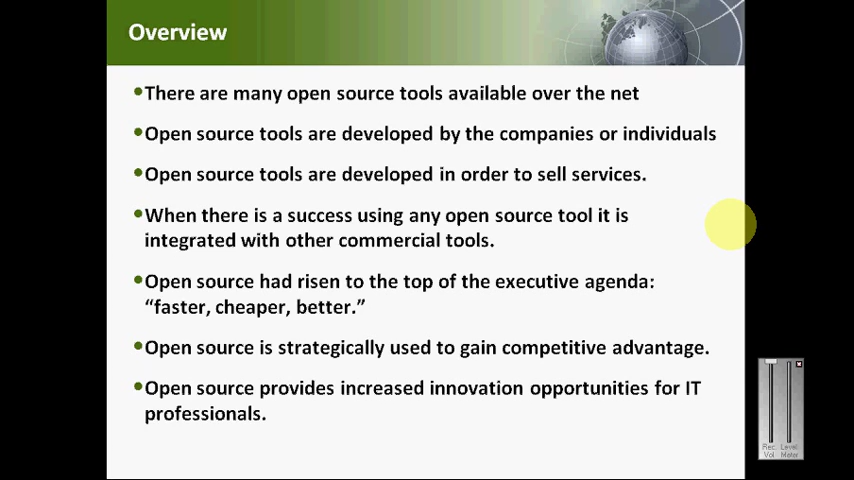 Overview
•There are many open source tools available over the net
•Open source tools are developed by the companies or individuals
•Open source tools are developed in order to sell services.
•When there is a success using any open source tool it is
integrated with other commercial tools.
•Open source had risen to the top of the executive agenda:
“faster, cheaper, better.”
•Open source is strategically used to gain competitive advantage.
•Open source provides increased innovation opportunities for IT
professionals.
Rec. Level
Vol Meter